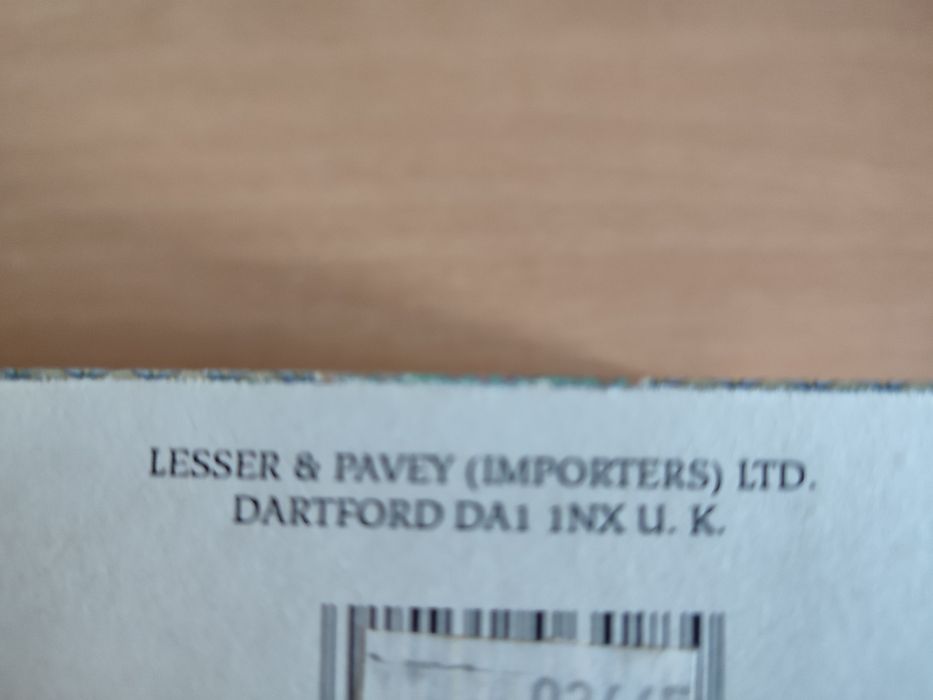 LESSER & PAVEY (IMPORTERS) LTD.
DARTFORD DA1 1NX U. K.